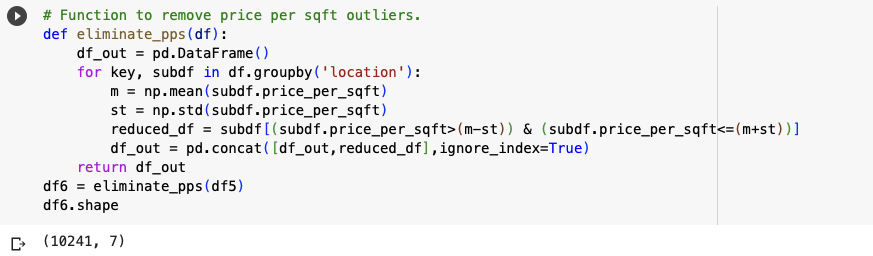 # Function to remove price per sqft outliers.
def eliminate_pps(df):
    df_out = pd.DataFrame()
    for key, subdf in df.groupby('location'):
        m = np.mean(subdf.price_per_sqft)
        st = np.std(subdf.price_per_sqft)
        reduced_df = subdf[(subdf.price_per_sqft>(m-st)) & (subdf.price_per_sqft<=(m+st))]
        df_out = pd.concat([df_out,reduced_df],ignore_index=True)
    return df_out
df6 = eliminate_pps(df5)
df6.shape
(10241, 7)